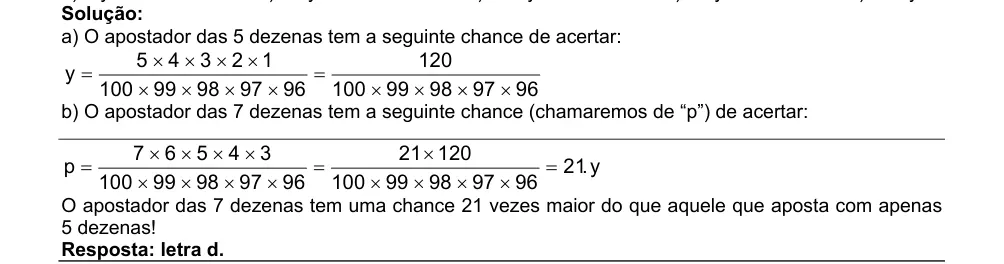 Solução:
a) O apostador das 5 dezenas tem a seguinte chance de acertar:
y = (5 × 4 × 3 × 2 × 1) / (100 × 99 × 98 × 97 × 96) = 120 / (100 × 99 × 98 × 97 × 96)
b) O apostador das 7 dezenas tem a seguinte chance (chamaremos de “p”) de acertar:
p = (7 × 6 × 5 × 4 × 3) / (100 × 99 × 98 × 97 × 96) = (21 × 120) / (100 × 99 × 98 × 97 × 96) = 21.y
O apostador das 7 dezenas tem uma chance 21 vezes maior do que aquele que aposta com apenas
5 dezenas!
Resposta: letra d.